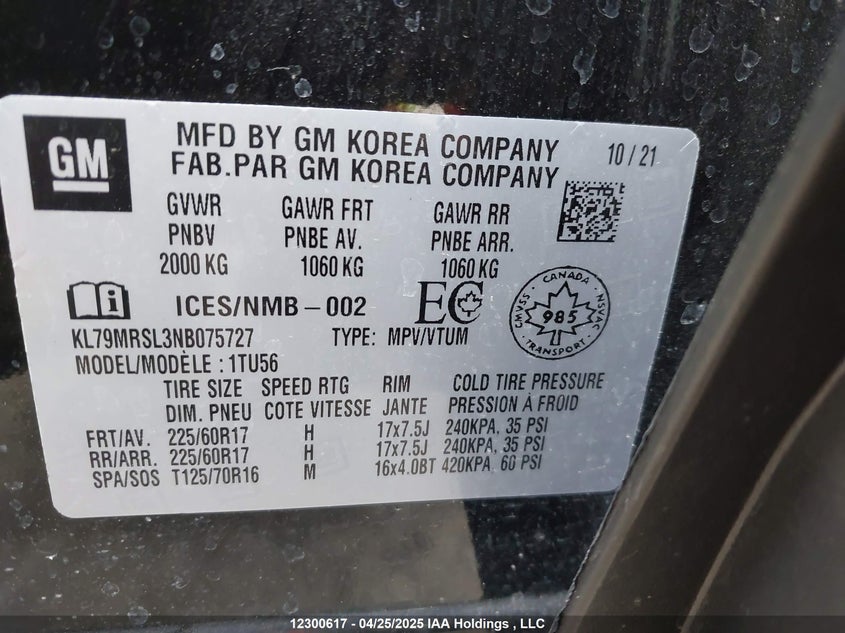 GM
MFD BY GM KOREA COMPANY 10/21
FAB.PAR GM KOREA COMPANY
GVWR GAWR FRT GAWR RR
PNBV PNBE AV. PNBE ARR.
2000 KG 1060 KG 1060 KG
ICES/NMB-002 EC
CANADA
CMVSS 985 NSVAC
TRANSPORT
KL79MRSL3NB075727 TYPE: MPV/VTUM
MODEL/MODÈLE : 1TU56
TIRE SIZE SPEED RTG RIM COLD TIRE PRESSURE
DIM. PNEU COTE VITESSE JANTE PRESSION À FROID
FRT/AV. 225/60R17 H 17x7.5J 240KPA, 35 PSI
RR/ARR. 225/60R17 H 17x7.5J 240KPA, 35 PSI
SPA/SOS T125/70R16 M 16x4.0BT 420KPA, 60 PSI
12300617 - 04/25/2025 IAA Holdings , LLC